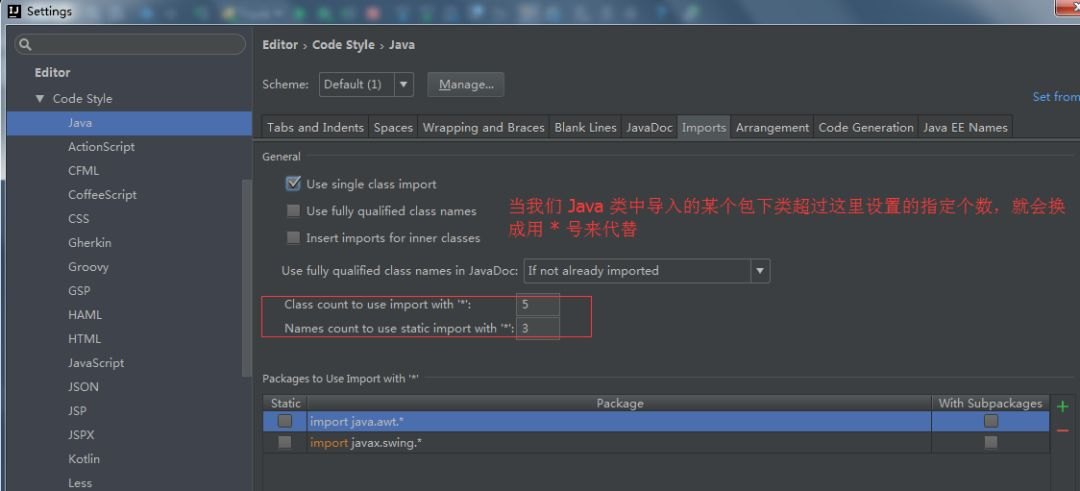 Settings
Editor
Code Style
Java
ActionScript
CFML
CoffeeScript
CSS
Gherkin
Groovy
GSP
HAML
HTML
JavaScript
JSON
JSP
JSPX
Kotlin
Less
Editor › Code Style › Java
Scheme: Default (1) Manage...
Set from
Tabs and Indents Spaces Wrapping and Braces Blank Lines JavaDoc Imports Arrangement Code Generation Java EE Names
General
Use single class import
Use fully qualified class names
Insert imports for inner classes
当我们 Java 类中导入的某个包下类超过这里设置的指定个数，就会换
成用 * 号来代替
Use fully qualified class names in JavaDoc: If not already imported
Class count to use import with '*': 5
Names count to use static import with '*': 3
Packages to Use Import with '*'
Static Package With Subpackages
import java.awt.*
import javax.swing.*